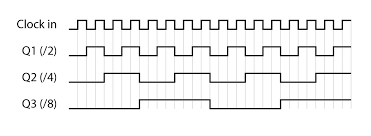 Clock in
Q1 (/2)
Q2 (/4)
Q3 (/8)